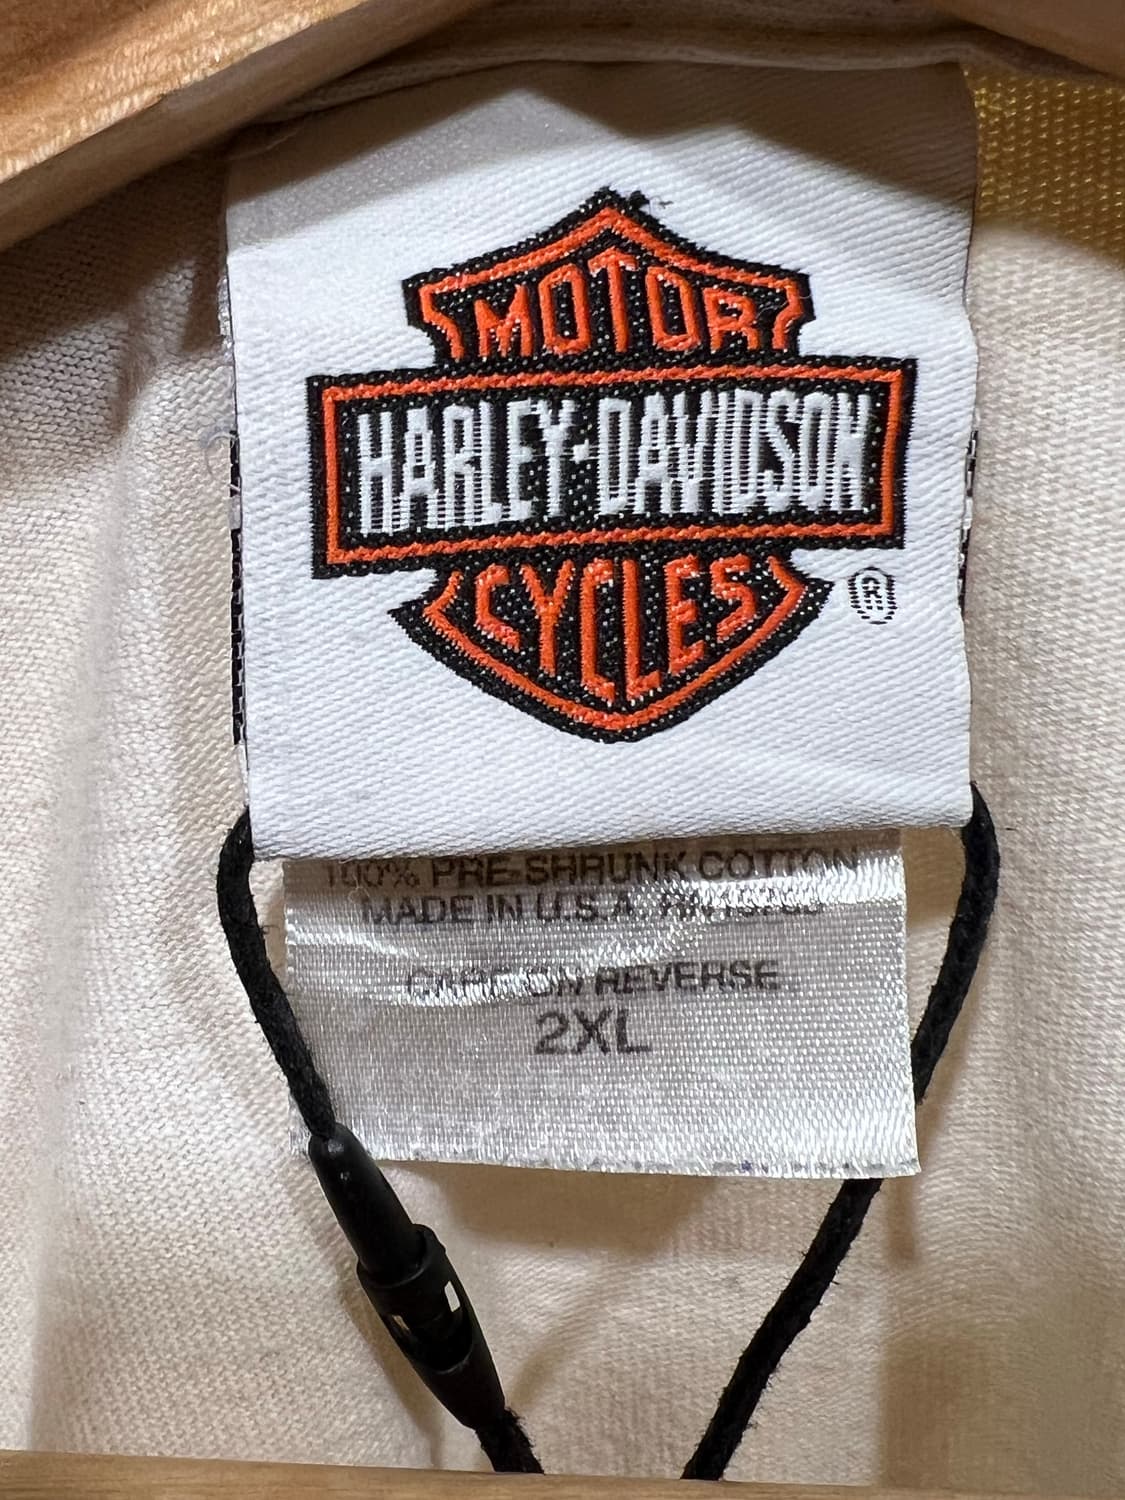 MOTOR
HARLEY-DAVIDSON
CYCLES
®
100% PRE-SHRUNK COTTON
MADE IN U.S.A.
CARE ON REVERSE
2XL